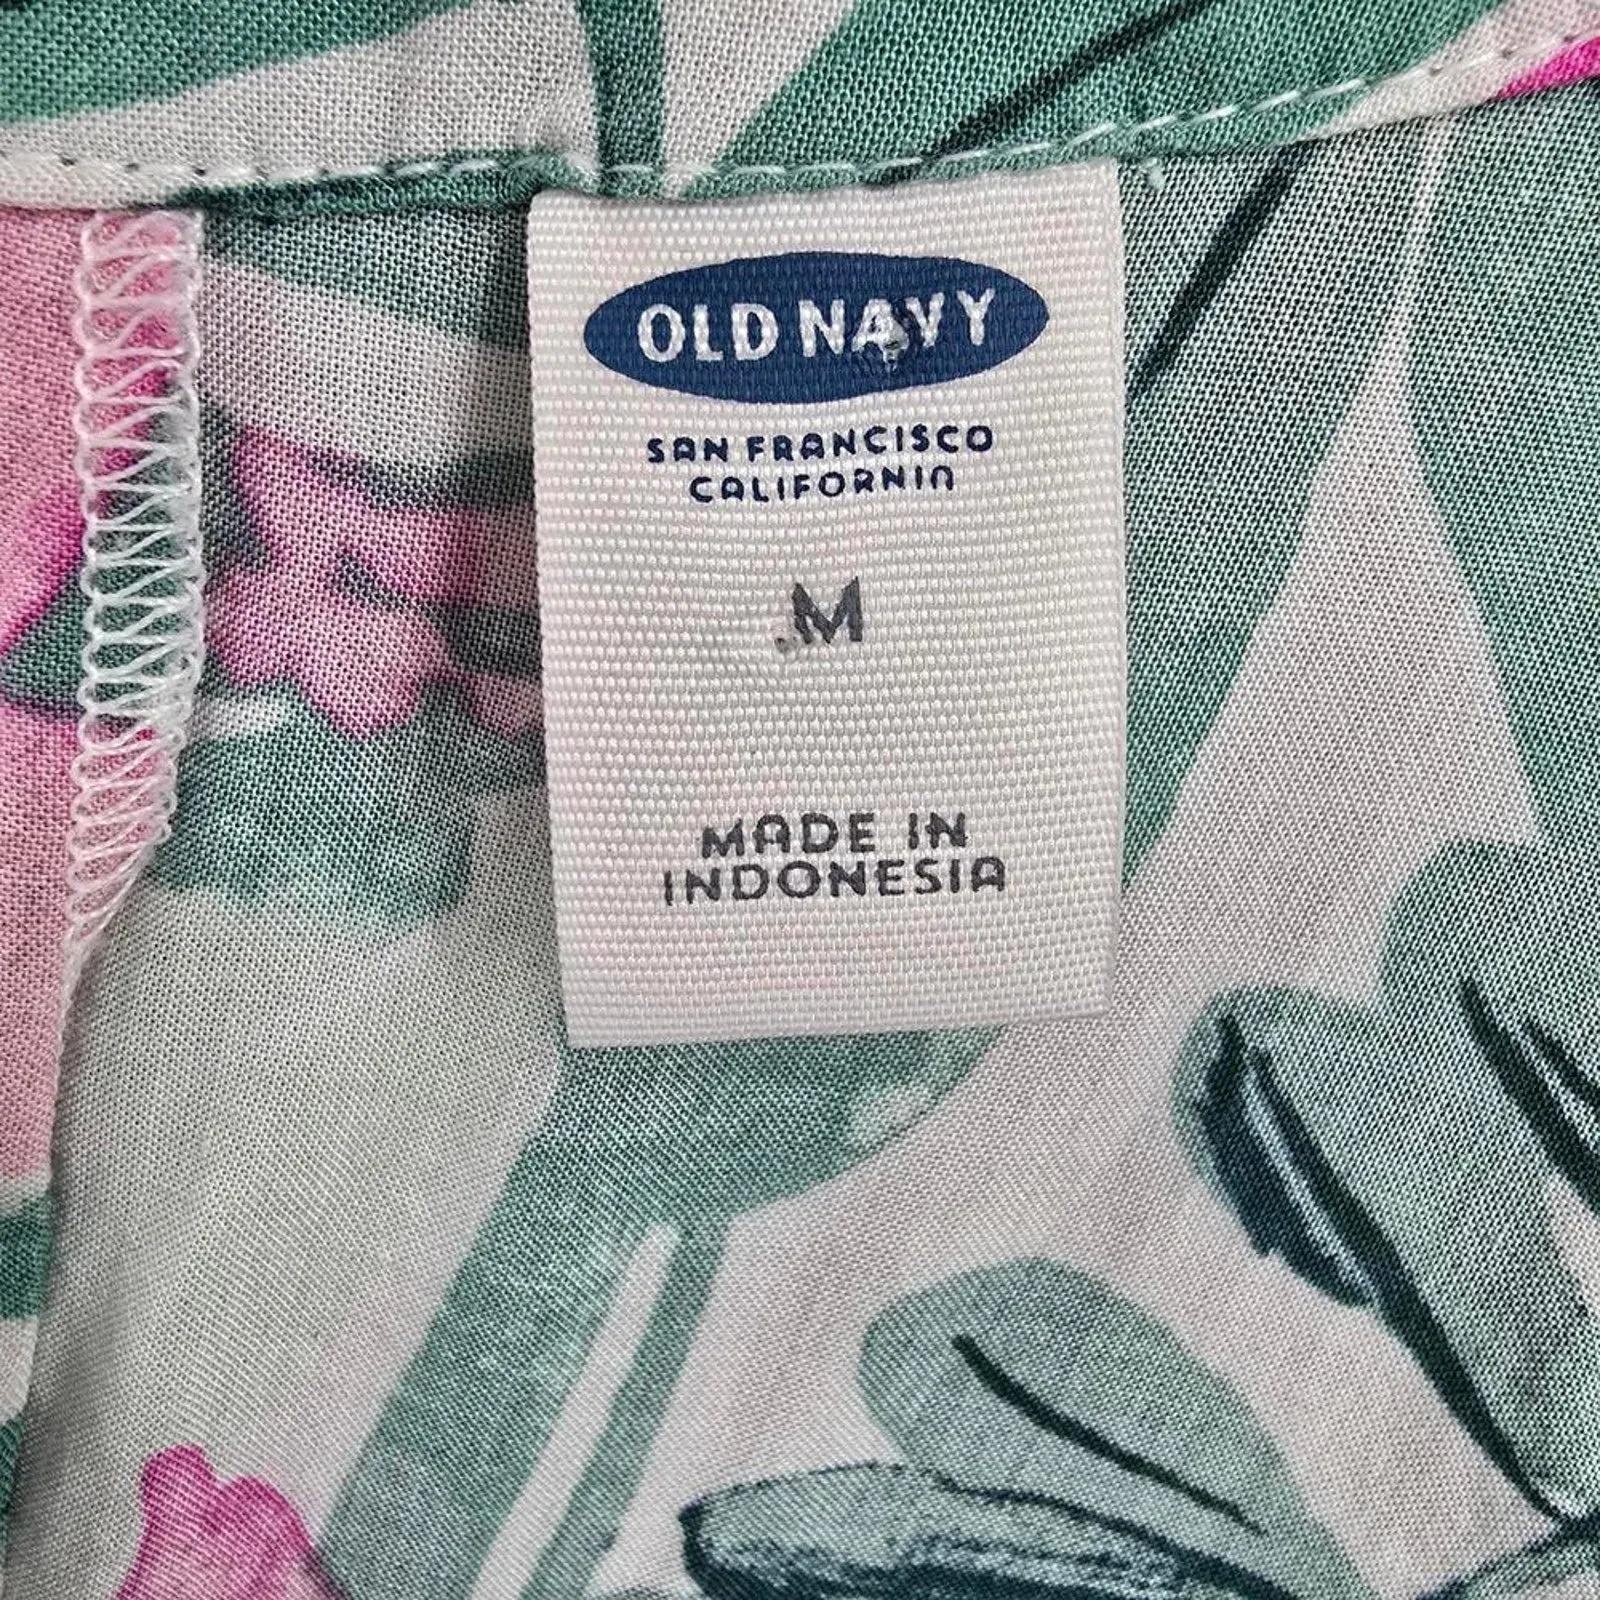 OLD NAVY
SAN FRANCISCO
CALIFORNIA
M
MADE IN
INDONESIA